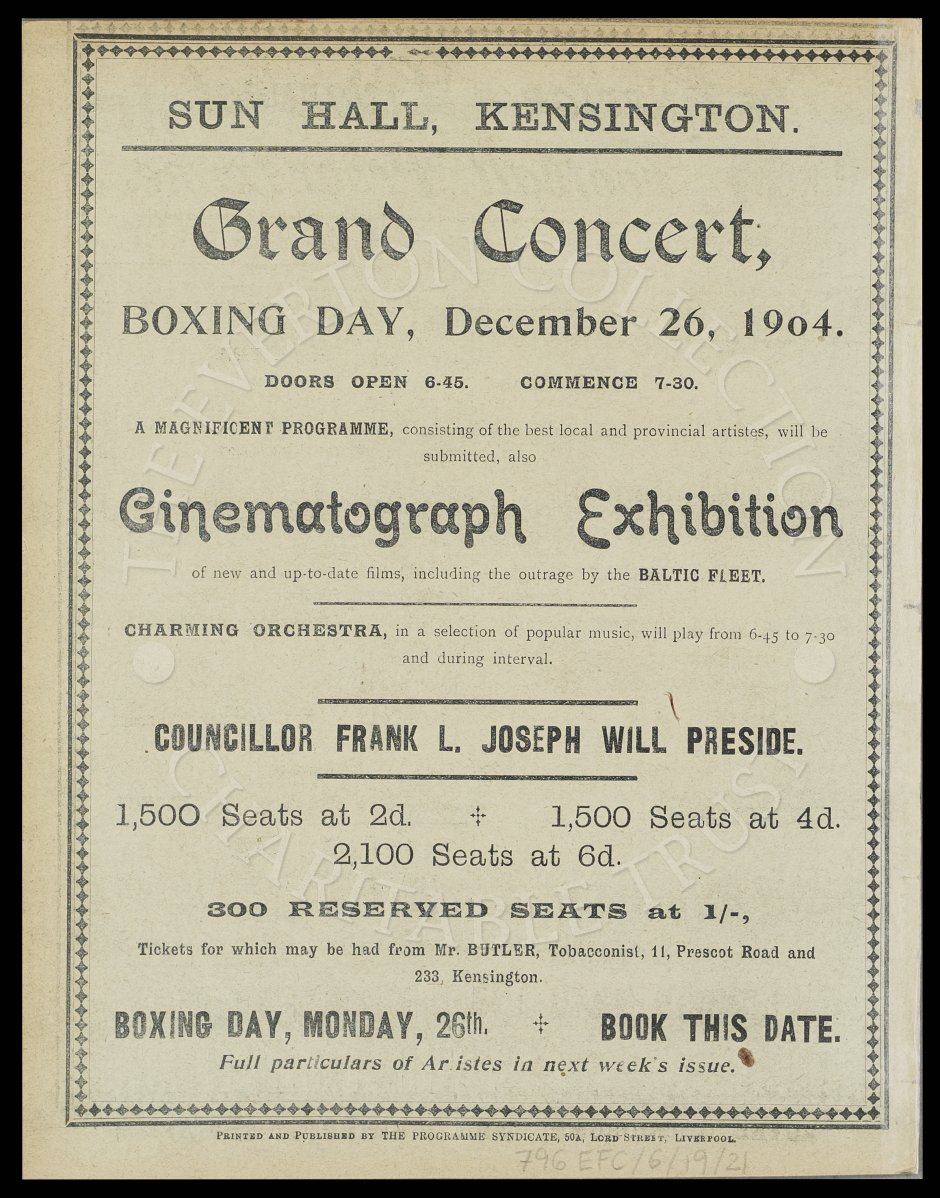 SUN HALL, KENSINGTON.
Grand Concert,
BOXING DAY, December 26, 1904.
DOORS OPEN 6-45. COMMENCE 7-30.
A MAGNIFICENT PROGRAMME, consisting of the best local and provincial artistes, will be
submitted, also
Cinematograph Exhibition
of new and up-to-date films, including the outrage by the BALTIC FLEET.
CHARMING ORCHESTRA, in a selection of popular music, will play from 6-45 to 7-30
and during interval.
COUNCILLOR FRANK L. JOSEPH WILL PRESIDE.
1,500 Seats at 2d. 1,500 Seats at 4d.
2,100 Seats at 6d.
300 RESERVED SEATS at 1/-,
Tickets for which may be had from Mr. BUTLER, Tobacconist, 11, Prescot Road and
233, Kensington.
BOXING DAY, MONDAY, 26th. BOOK THIS DATE.
Full particulars of Artistes in next week's issue.
PRINTED AND PUBLISHED BY THE PROGRAMME SYNDICATE, 50A, LORD STREET, LIVERPOOL.
796 EFC/6/19/21
THE EVERTON COLLECTION
CHARITABLE TRUST